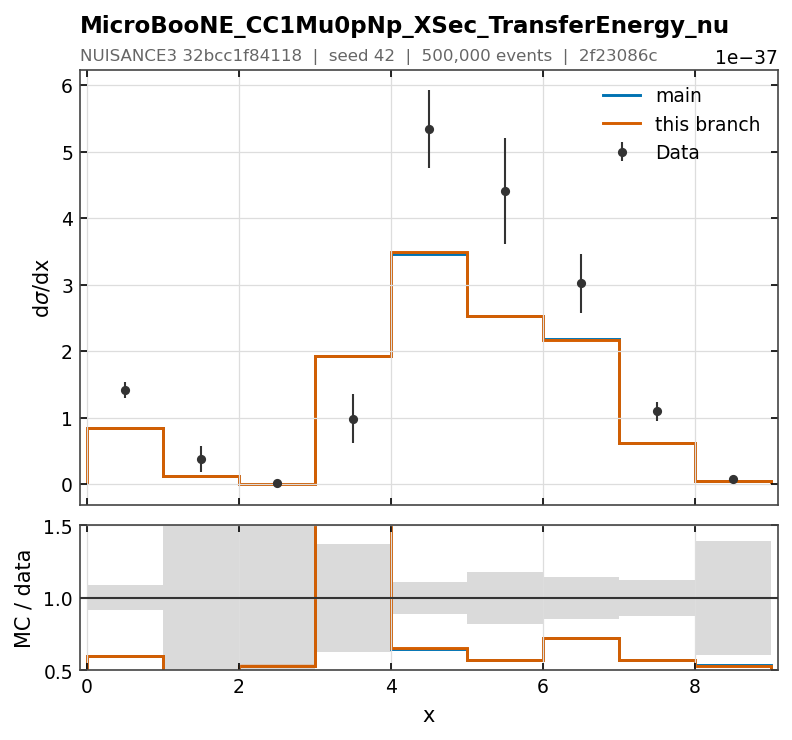 MicroBooNE_CC1Mu0pNp_XSec_TransferEnergy_nu
NUISANCE3 32bcc1f84118 | seed 42 | 500,000 events | 2f23086c
1e−37
main
this branch
Data
6
5
4
3
2
1
0
dσ/dx
1.5
1.0
0.5
MC / data
0 2 4 6 8
x